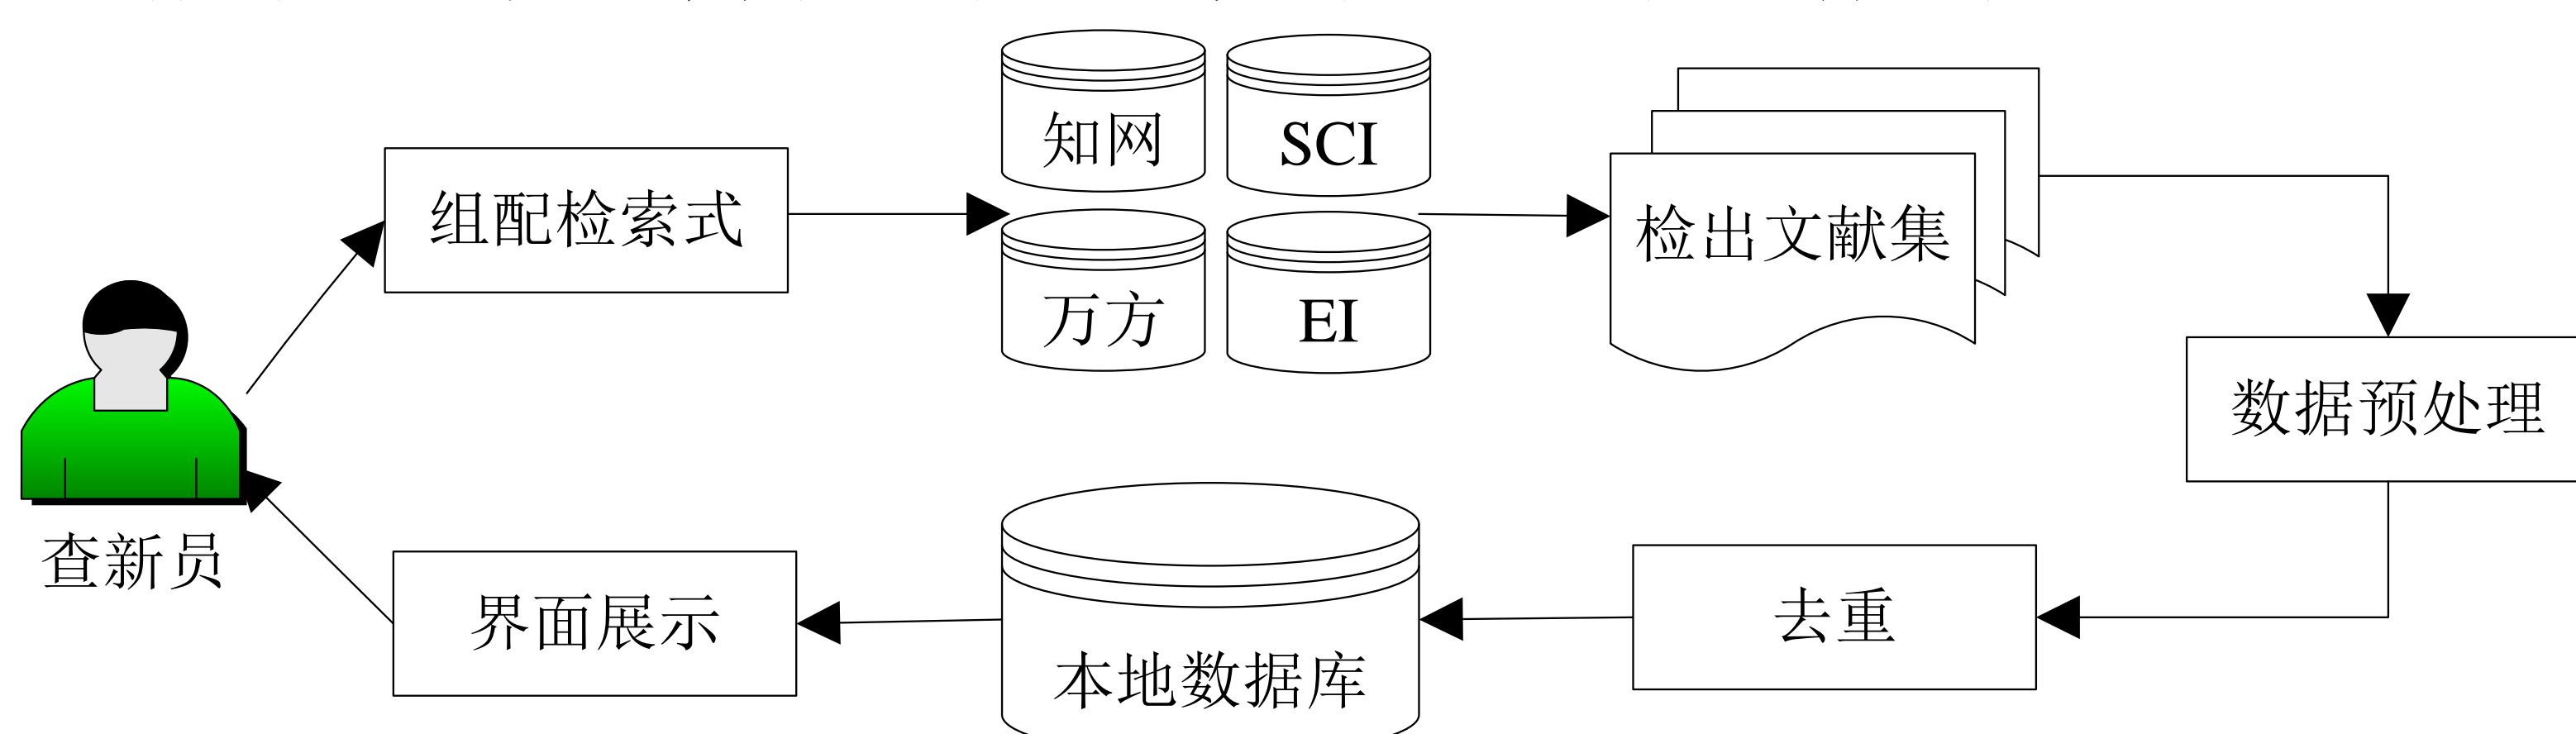 知网
SCI
组配检索式
检出文献集
万方
EI
数据预处理
查新员
界面展示
本地数据库
去重